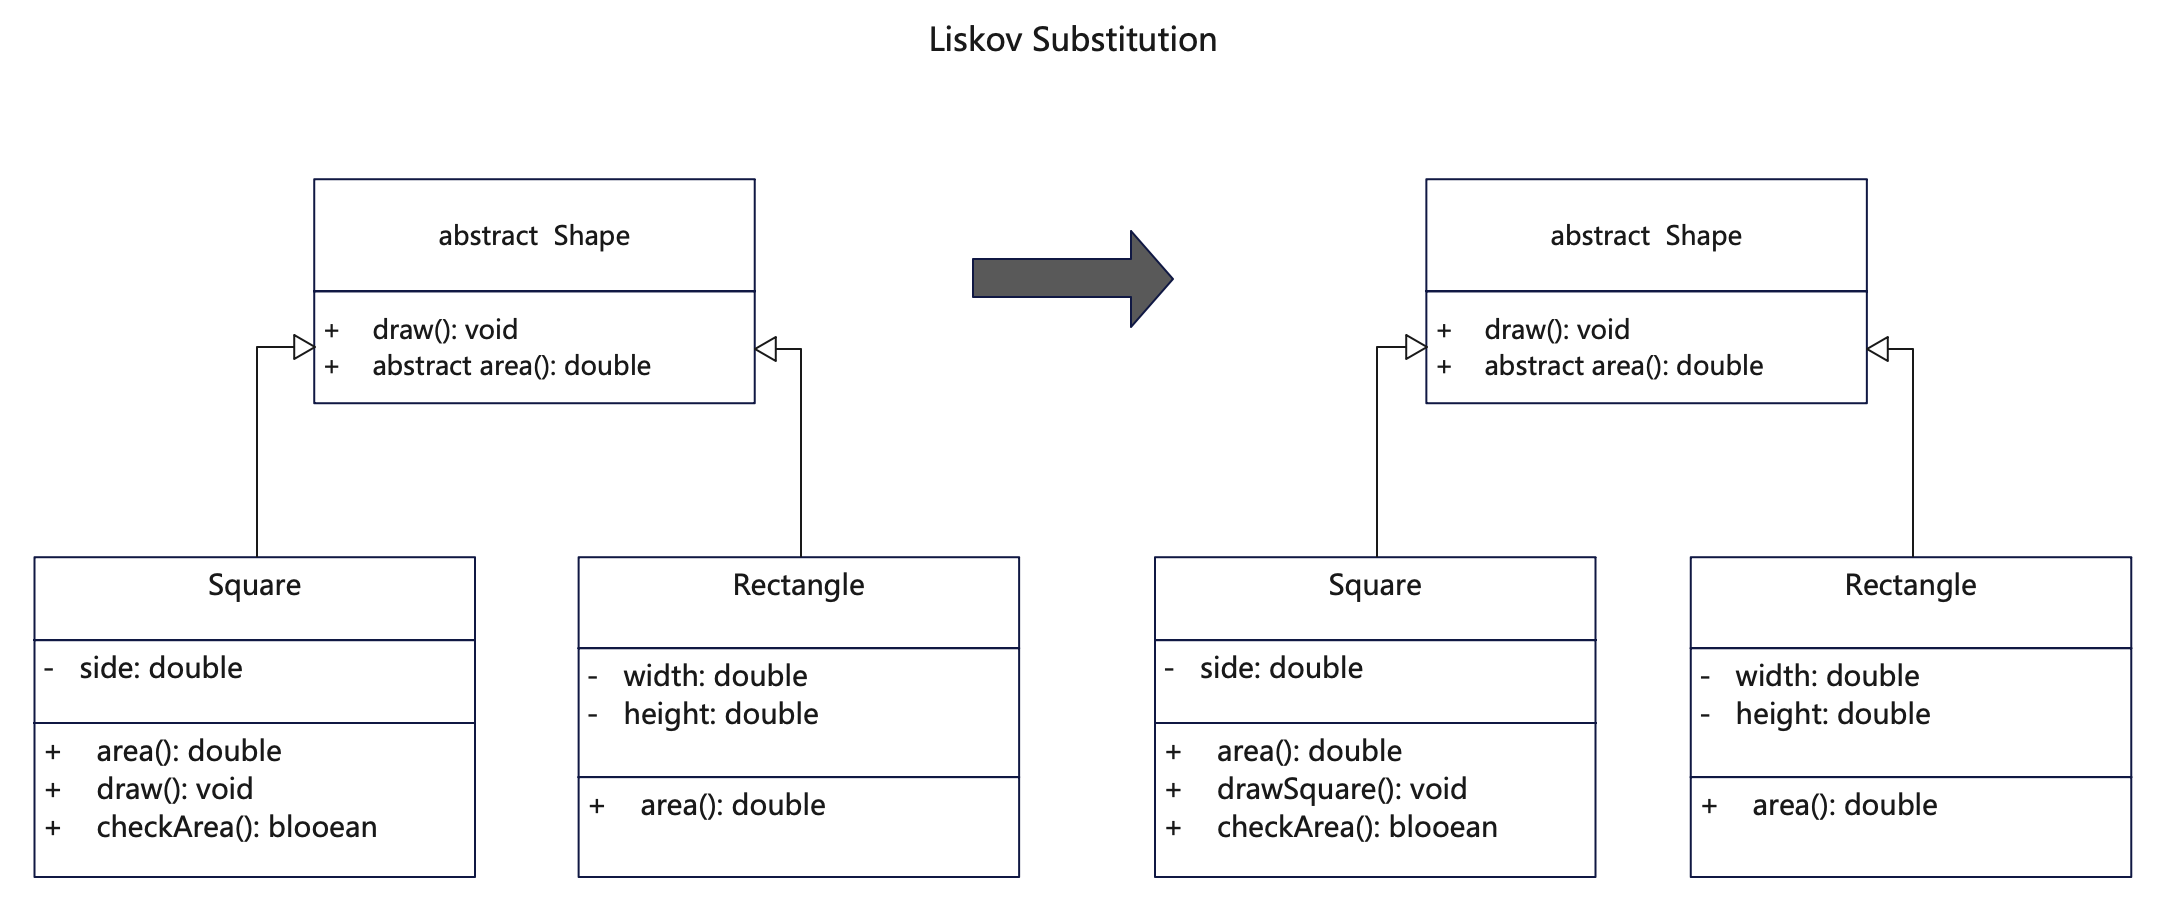 Liskov Substitution
abstract  Shape
+ draw(): void
+ abstract area(): double
Square
- side: double
+ area(): double
+ draw(): void
+ checkArea(): blooean
Rectangle
- width: double
- height: double
+ area(): double
abstract  Shape
+ draw(): void
+ abstract area(): double
Square
- side: double
+ area(): double
+ drawSquare(): void
+ checkArea(): blooean
Rectangle
- width: double
- height: double
+ area(): double